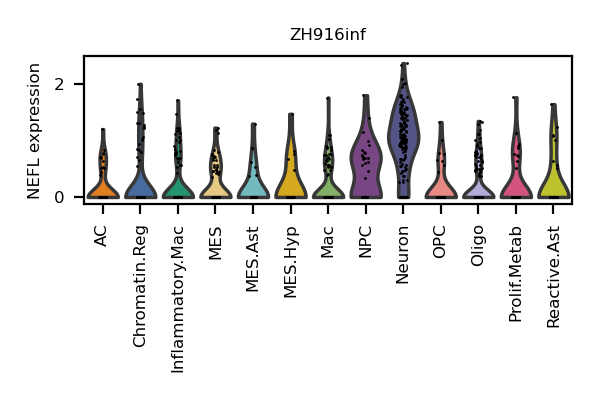 ZH916inf
NEFL expression
2
0
AC
Chromatin.Reg
Inflammatory.Mac
MES
MES.Ast
MES.Hyp
Mac
NPC
Neuron
OPC
Oligo
Prolif.Metab
Reactive.Ast